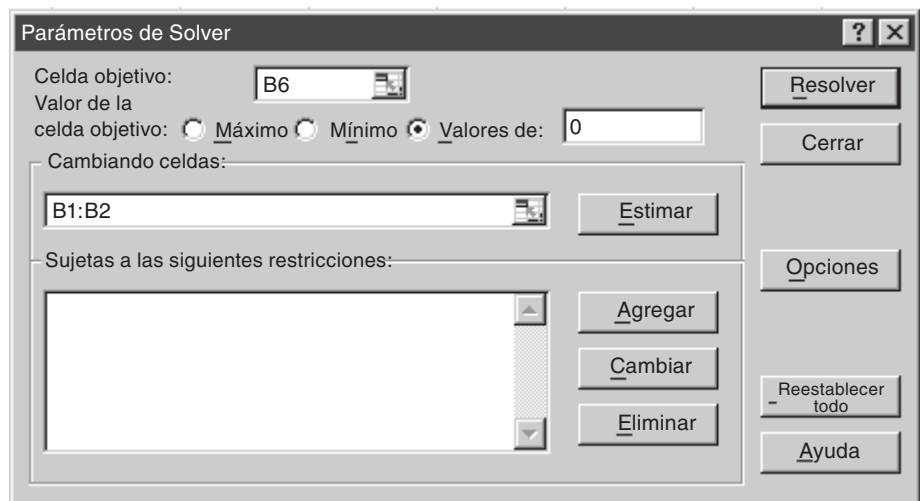 Parámetros de Solver
Celda objetivo: B6
Valor de la
celda objetivo: Máximo Mínimo Valores de: 0
Cambiando celdas:
B1:B2
Estimar
Sujetas a las siguientes restricciones:
Agregar
Cambiar
Eliminar
Resolver
Cerrar
Opciones
Reestablecer
todo
Ayuda